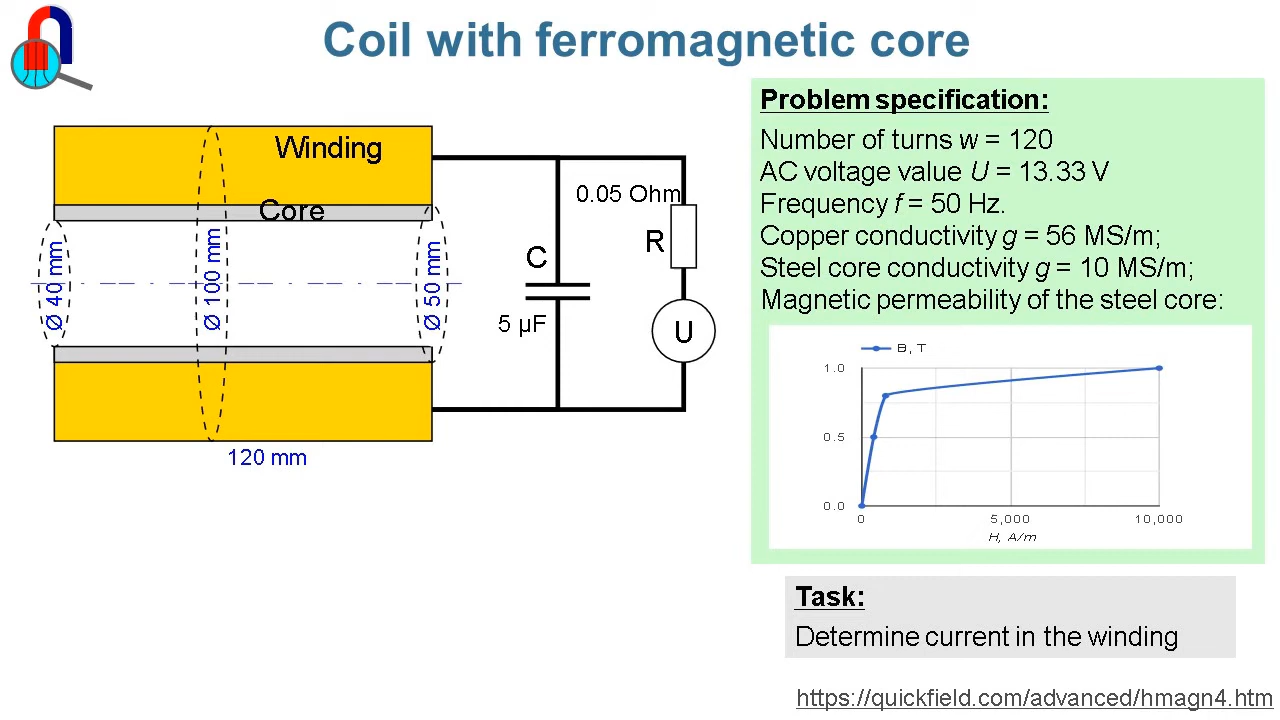 Coil with ferromagnetic core
Winding
Core
Ø 40 mm
Ø 100 mm
Ø 50 mm
120 mm
0.05 Ohm
R
C
5 µF
U
Problem specification:
Number of turns w = 120
AC voltage value U = 13.33 V
Frequency f = 50 Hz.
Copper conductivity g = 56 MS/m;
Steel core conductivity g = 10 MS/m;
Magnetic permeability of the steel core:
B, T
1.0
0.5
0.0
0
5,000
10,000
H, A/m
Task:
Determine current in the winding
https://quickfield.com/advanced/hmagn4.htm